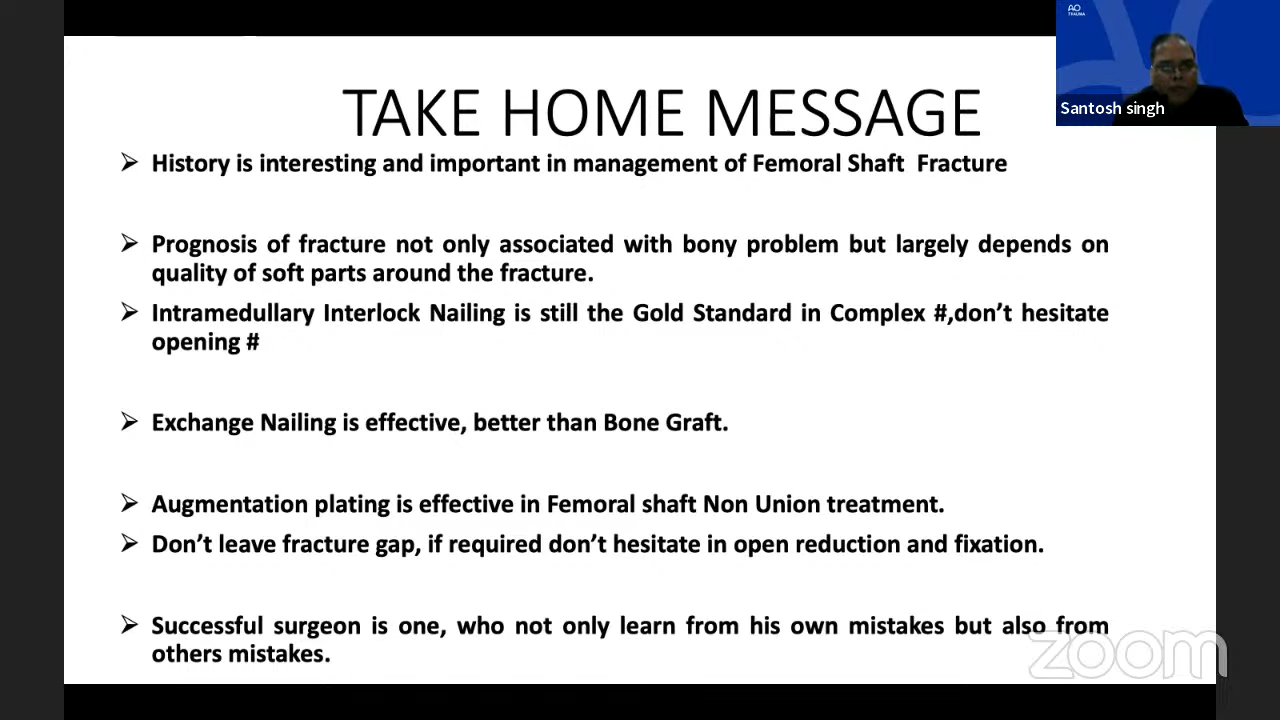 AO
TRAUMA
Santosh singh
TAKE HOME MESSAGE
➢ History is interesting and important in management of Femoral Shaft Fracture
➢ Prognosis of fracture not only associated with bony problem but largely depends on
quality of soft parts around the fracture.
➢ Intramedullary Interlock Nailing is still the Gold Standard in Complex #,don’t hesitate
opening #
➢ Exchange Nailing is effective, better than Bone Graft.
➢ Augmentation plating is effective in Femoral shaft Non Union treatment.
➢ Don’t leave fracture gap, if required don’t hesitate in open reduction and fixation.
➢ Successful surgeon is one, who not only learn from his own mistakes but also from
others mistakes.
zoom